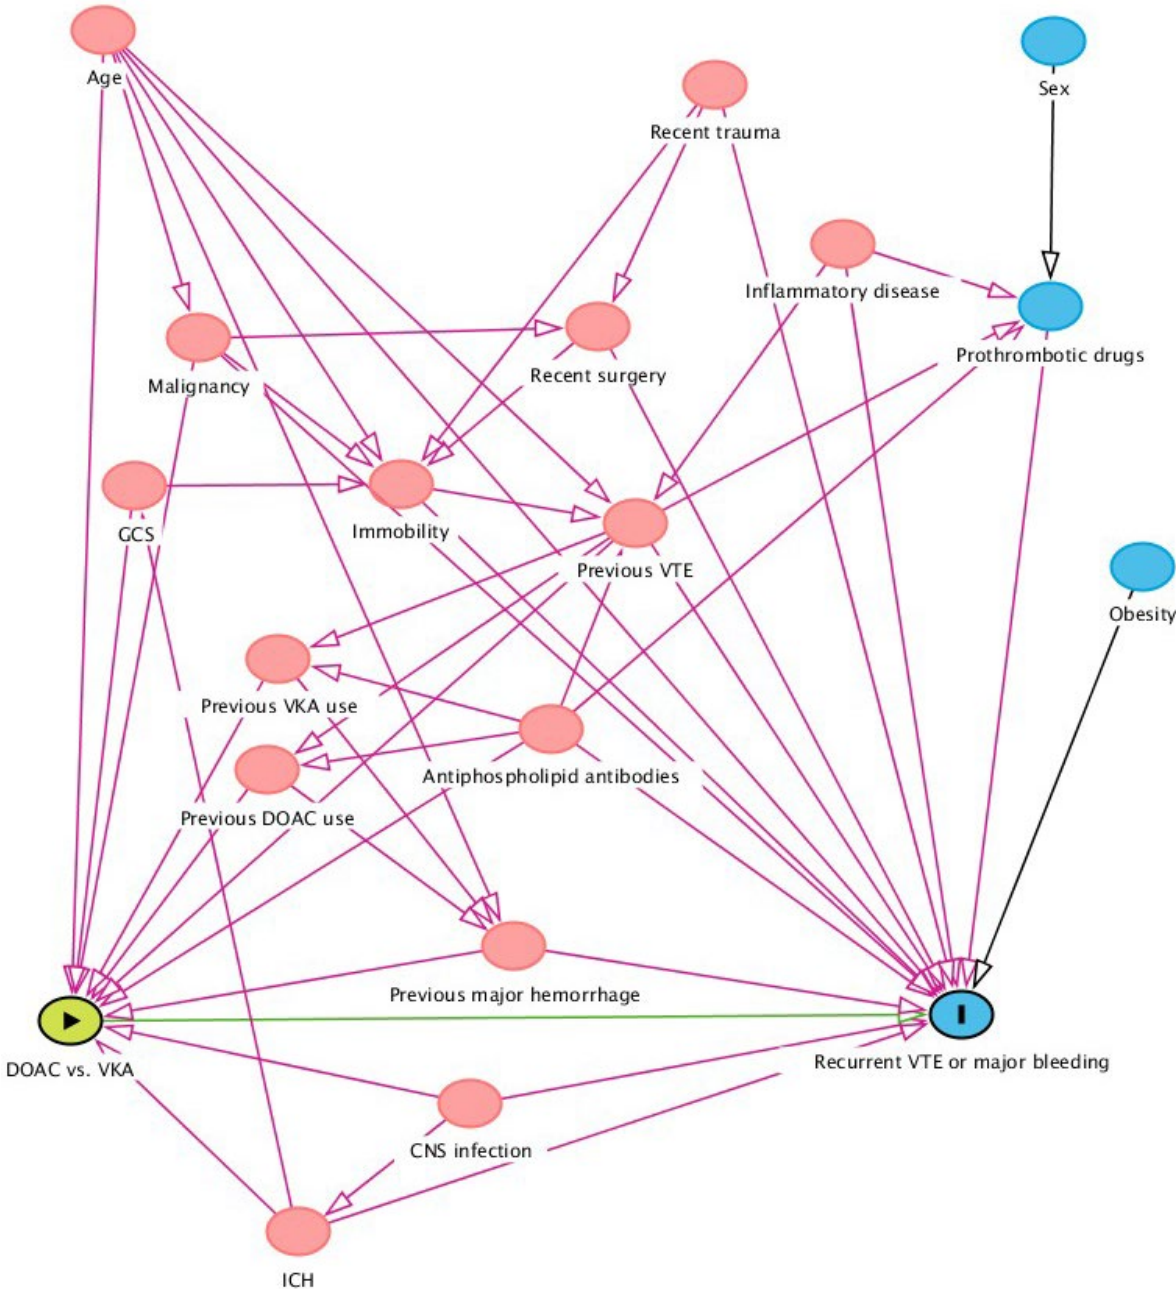 Age
Sex
Recent trauma
Inflammatory disease
Prothrombotic drugs
Recent surgery
Malignancy
Immobility
GCS
Previous VTE
Obesity
Previous VKA use
Antiphospholipid antibodies
Previous DOAC use
Previous major hemorrhage
Recurrent VTE or major bleeding
DOAC vs. VKA
CNS infection
ICH